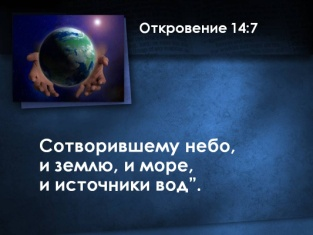 Откровение 14:7
Сотворившему небо,
и землю, и море,
и источники вод”.